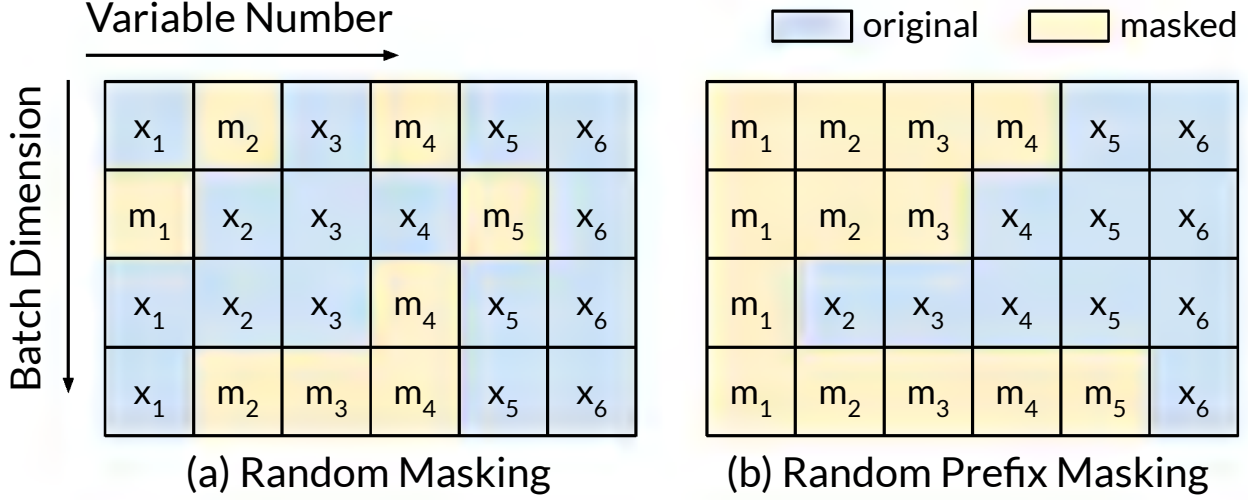 Variable Number
original masked
Batch Dimension
x1 m2 x3 m4 x5 x6
m1 x2 x3 x4 m5 x6
x1 x2 x3 m4 x5 x6
x1 m2 m3 m4 x5 x6
(a) Random Masking
m1 m2 m3 m4 x5 x6
m1 m2 m3 x4 x5 x6
m1 x2 x3 x4 x5 x6
m1 m2 m3 m4 m5 x6
(b) Random Prefix Masking